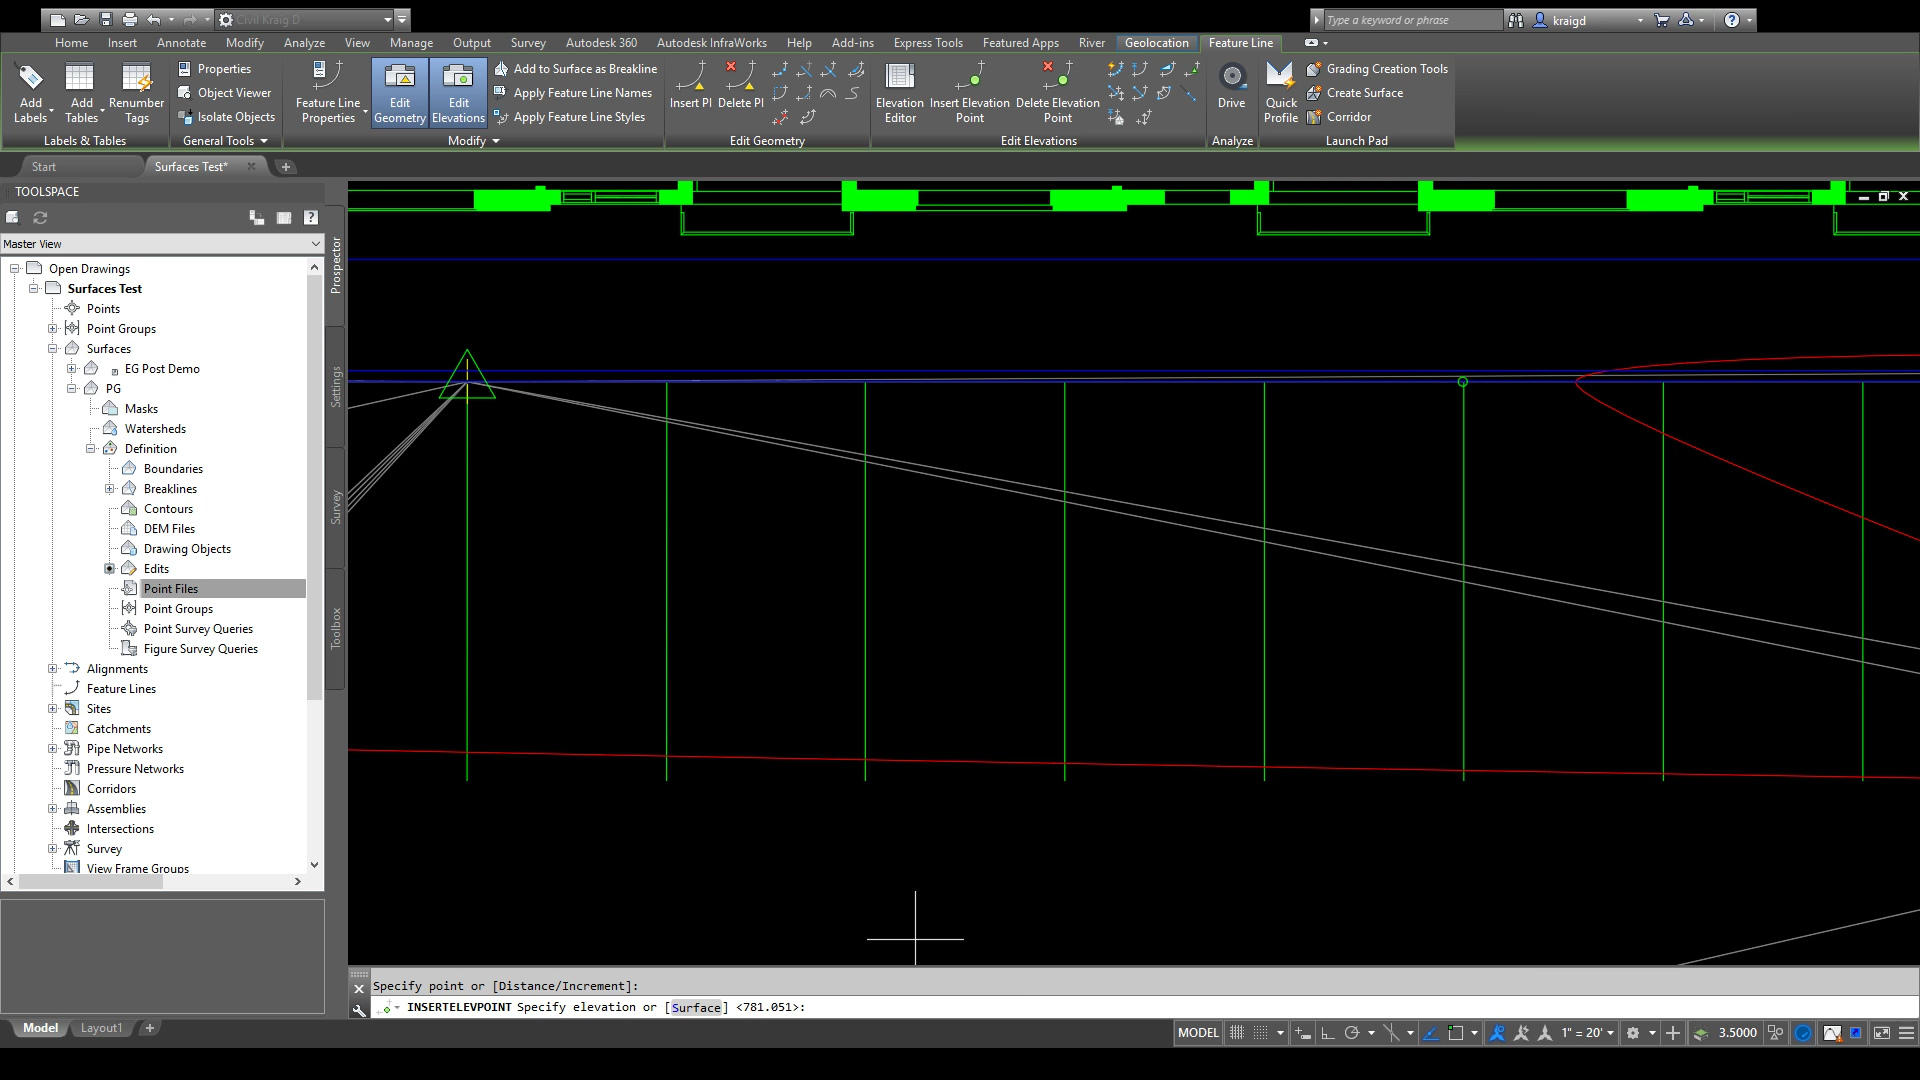 Civil Kraig D
Type a keyword or phrase
kraigd
Home Insert Annotate Modify Analyze View Manage Output Survey Autodesk 360 Autodesk InfraWorks Help Add-ins Express Tools Featured Apps River Geolocation Feature Line
Add Labels
Add Tables
Renumber Tags
Labels & Tables
Properties
Object Viewer
Isolate Objects
General Tools
Feature Line Properties
Edit Geometry
Edit Elevations
Add to Surface as Breakline
Apply Feature Line Names
Apply Feature Line Styles
Modify
Insert PI
Delete PI
Edit Geometry
Elevation Editor
Insert Elevation Point
Delete Elevation Point
Edit Elevations
Drive
Analyze
Quick Profile
Grading Creation Tools
Create Surface
Corridor
Launch Pad
Start
Surfaces Test*
TOOLSPACE
Master View
Open Drawings
Surfaces Test
Points
Point Groups
Surfaces
EG Post Demo
PG
Masks
Watersheds
Definition
Boundaries
Breaklines
Contours
DEM Files
Drawing Objects
Edits
Point Files
Point Groups
Point Survey Queries
Figure Survey Queries
Alignments
Feature Lines
Sites
Catchments
Pipe Networks
Pressure Networks
Corridors
Assemblies
Intersections
Survey
View Frame Groups
Prospector
Settings
Survey
Toolbox
Specify point or [Distance/Increment]:
INSERTELEVPOINT Specify elevation or [Surface] <781.051>:
Model
Layout1
MODEL
1" = 20'
3.5000